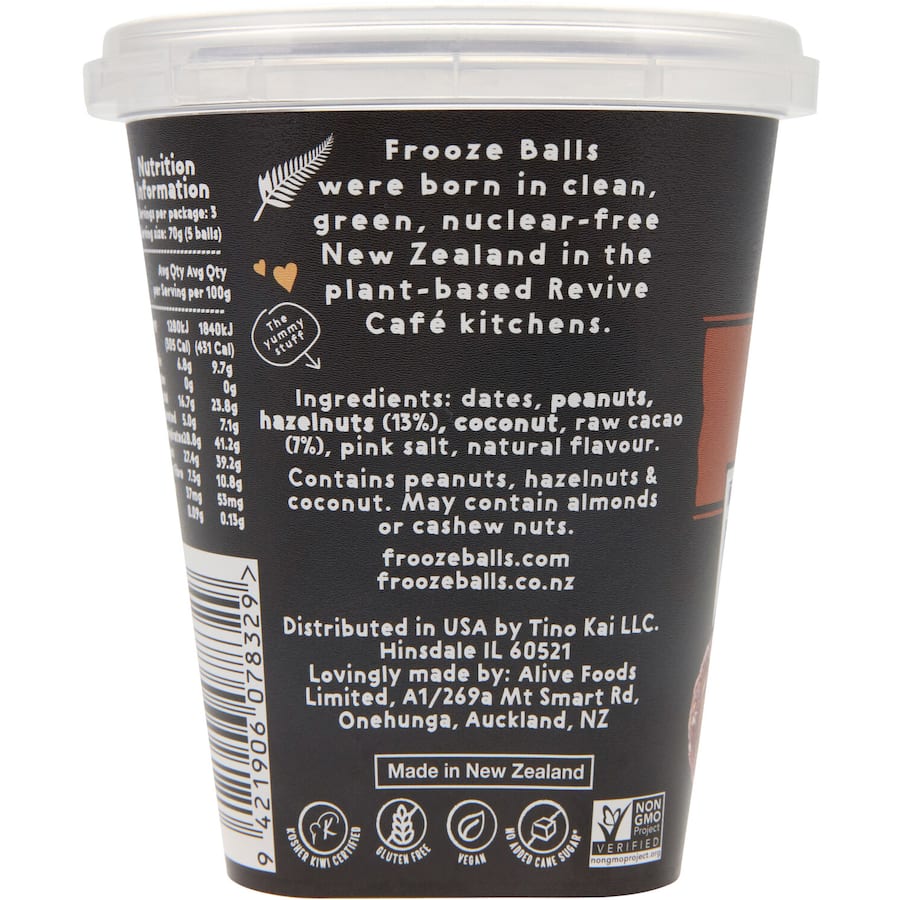 Nutrition
Information
per package: 3
size: 70g (5 balls)
Avg Qty Avg Qty
per Serving per 100g
1280kJ 1840kJ
(305 Cal) (431 Cal)
6.8g 9.7g
0g 0g
16.7g 23.8g
5.0g 7.1g
28.8g 41.2g
27.4g 39.2g
7.5g 10.8g
37mg 53mg
0.09g 0.13g
Frooze Balls
were born in clean,
green, nuclear-free
New Zealand in the
plant-based Revive
Café kitchens.
The
yummy
stuff
Ingredients: dates, peanuts,
hazelnuts (13%), coconut, raw cacao
(7%), pink salt, natural flavour.
Contains peanuts, hazelnuts &
coconut. May contain almonds
or cashew nuts.
froozeballs.com
froozeballs.co.nz
Distributed in USA by Tino Kai LLC.
Hinsdale IL 60521
Lovingly made by: Alive Foods
Limited, A1/269a Mt Smart Rd,
Onehunga, Auckland, NZ
Made in New Zealand
9 421906 078329 >
K
KOSHER KIWI CERTIFIED
GLUTEN FREE
VEGAN
NO ADDED CANE SUGAR*
NON
GMO
Project
VERIFIED
nongmoproject.org